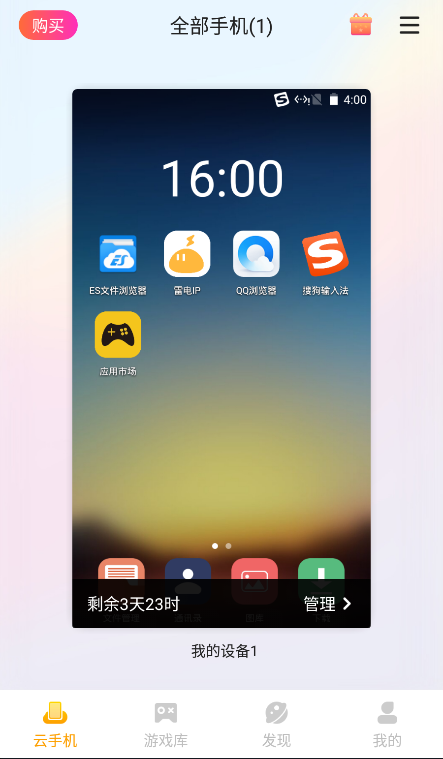 购买
全部手机(1)
4:00
16:00
ES文件浏览器
雷电IP
QQ浏览器
搜狗输入法
应用市场
剩余3天23时
管理
我的设备1
云手机
游戏库
发现
我的